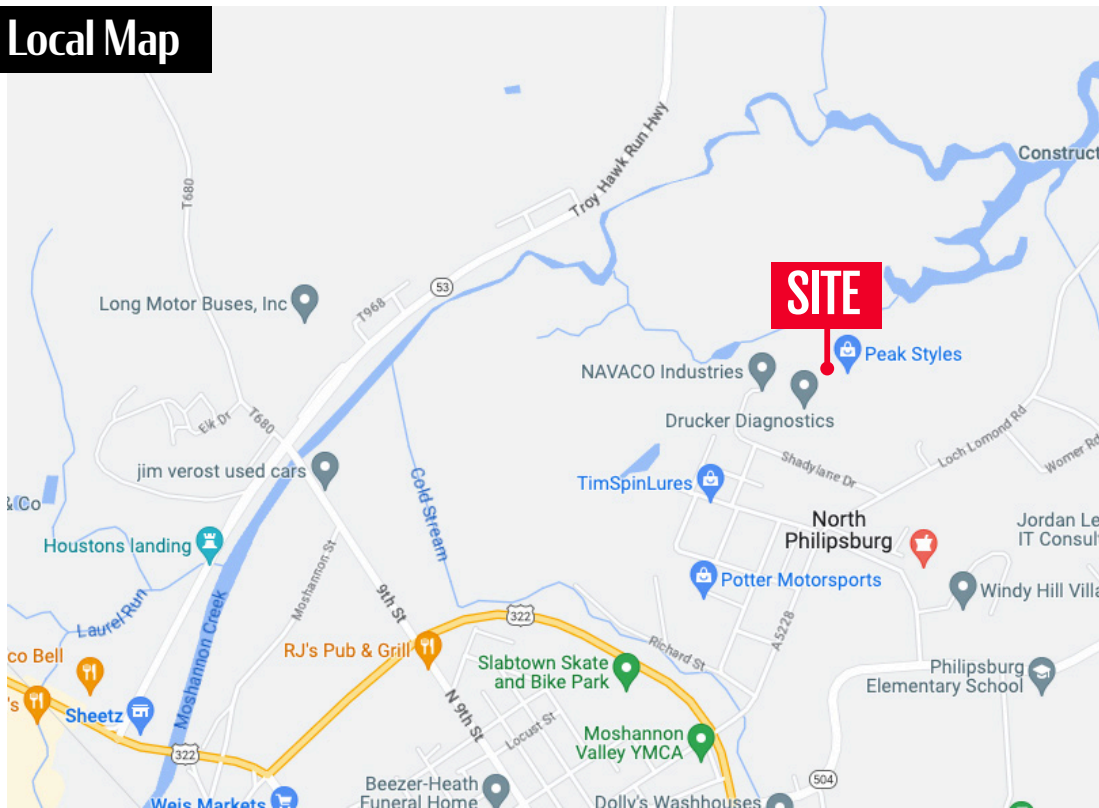 Local Map
Troy Hawk Run Hwy
Construct
T680
SITE
53
Long Motor Buses, Inc
T968
Peak Styles
NAVACO Industries
Drucker Diagnostics
Elk Dr
T680
Loch Lomond Rd
Womer Rd
Shadylane Dr
jim verost used cars
Cold Stream
TimSpinLures
& Co
North
Philipsburg
Jordan Le
IT Consul
Houstons landing
Moshannon St
9th St
Potter Motorsports
Windy Hill Villa
Laurel Run
Moshannon Creek
322
A5228
Richard St
RJ's Pub & Grill
co Bell
Slabtown Skate
and Bike Park
Philipsburg
Elementary School
's
Sheetz
N 9th St
Locust St
Moshannon
Valley YMCA
322
504
Beezer-Heath
Funeral Home
Weis Markets
Dolly's Washhouses